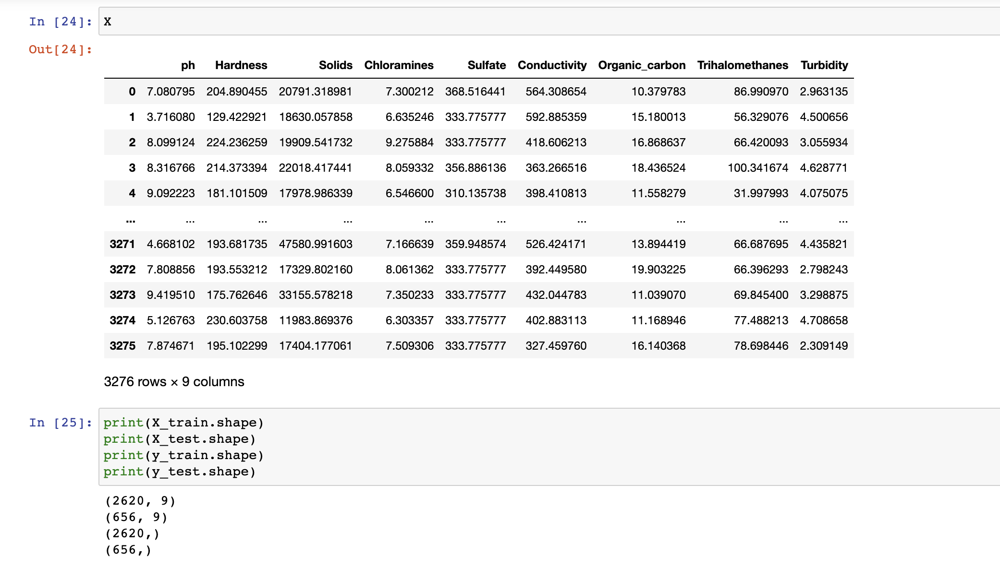 In [24]: X
Out[24]:
ph Hardness Solids Chloramines Sulfate Conductivity Organic_carbon Trihalomethanes Turbidity
0 7.080795 204.890455 20791.318981 7.300212 368.516441 564.308654 10.379783 86.990970 2.963135
1 3.716080 129.422921 18630.057858 6.635246 333.775777 592.885359 15.180013 56.329076 4.500656
2 8.099124 224.236259 19909.541732 9.275884 333.775777 418.606213 16.868637 66.420093 3.055934
3 8.316766 214.373394 22018.417441 8.059332 356.886136 363.266516 18.436524 100.341674 4.628771
4 9.092223 181.101509 17978.986339 6.546600 310.135738 398.410813 11.558279 31.997993 4.075075
... ... ... ... ... ... ... ... ... ...
3271 4.668102 193.681735 47580.991603 7.166639 359.948574 526.424171 13.894419 66.687695 4.435821
3272 7.808856 193.553212 17329.802160 8.061362 333.775777 392.449580 19.903225 66.396293 2.798243
3273 9.419510 175.762646 33155.578218 7.350233 333.775777 432.044783 11.039070 69.845400 3.298875
3274 5.126763 230.603758 11983.869376 6.303357 333.775777 402.883113 11.168946 77.488213 4.708658
3275 7.874671 195.102299 17404.177061 7.509306 333.775777 327.459760 16.140368 78.698446 2.309149
3276 rows × 9 columns
In [25]: print(X_train.shape)
print(X_test.shape)
print(y_train.shape)
print(y_test.shape)
(2620, 9)
(656, 9)
(2620,)
(656,)